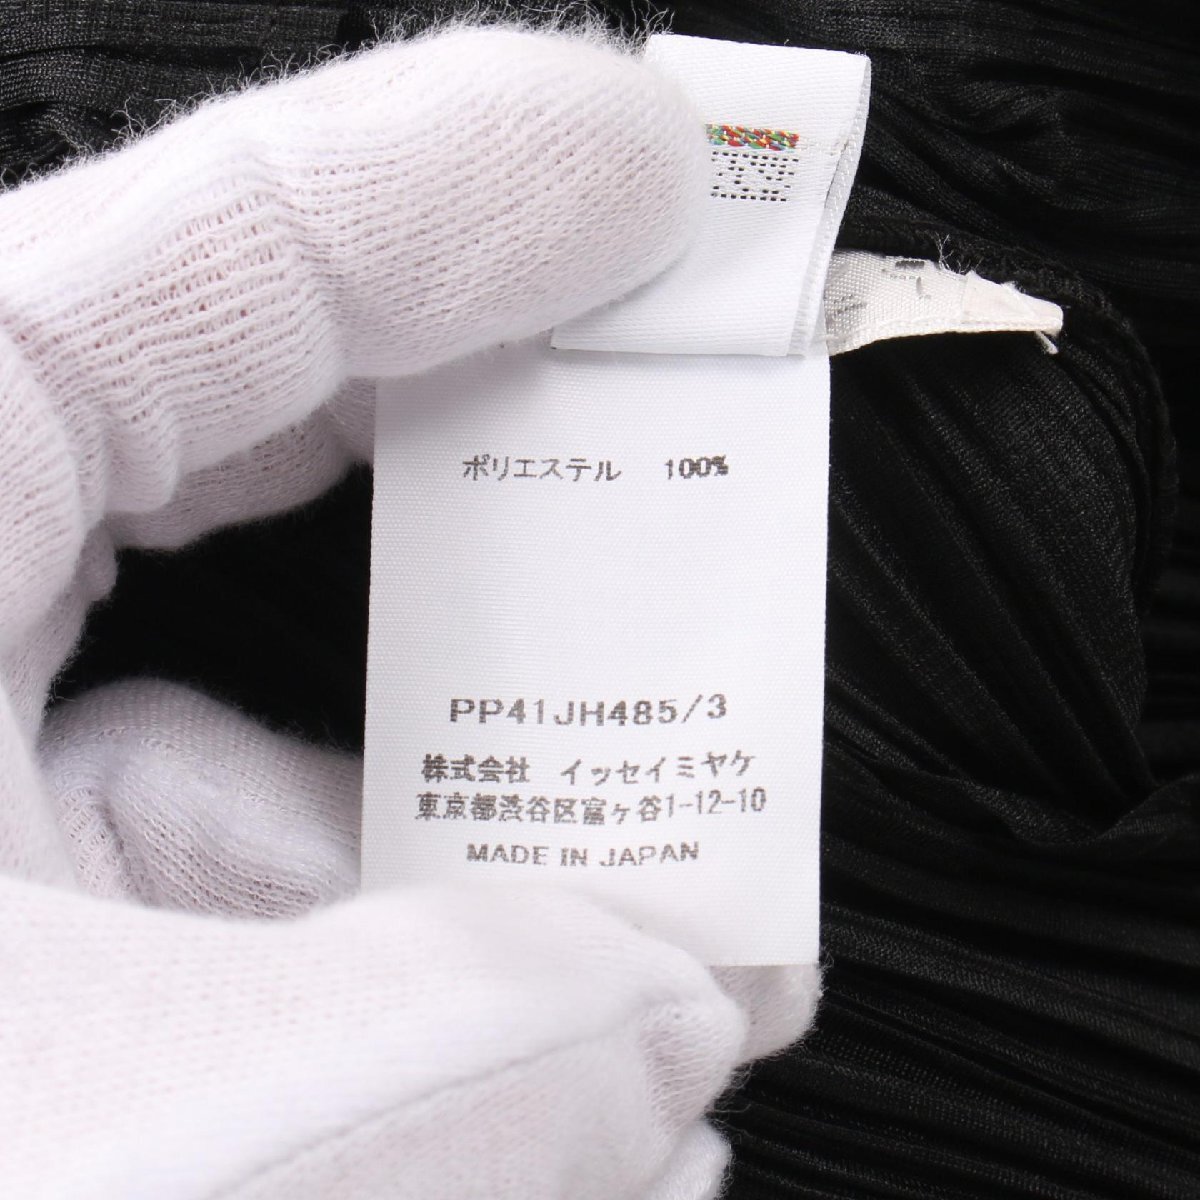 ポリエステル 100%
PP41JH485/3
株式会社 イッセイミヤケ
東京都渋谷区富ヶ谷1-12-10
MADE IN JAPAN